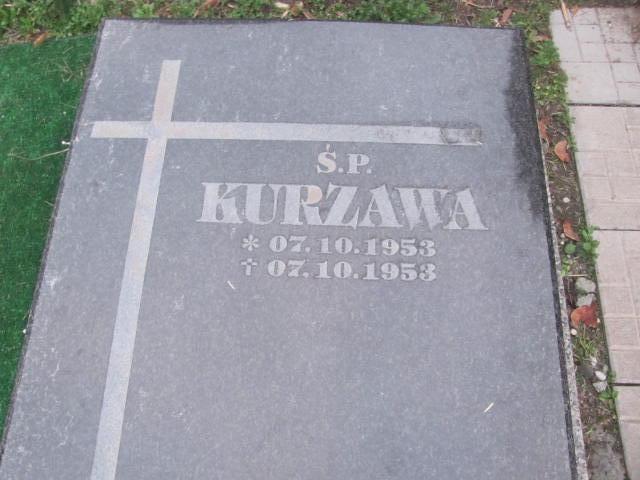 Ś.P.
KURZAWA
* 07.10.1953
† 07.10.1953